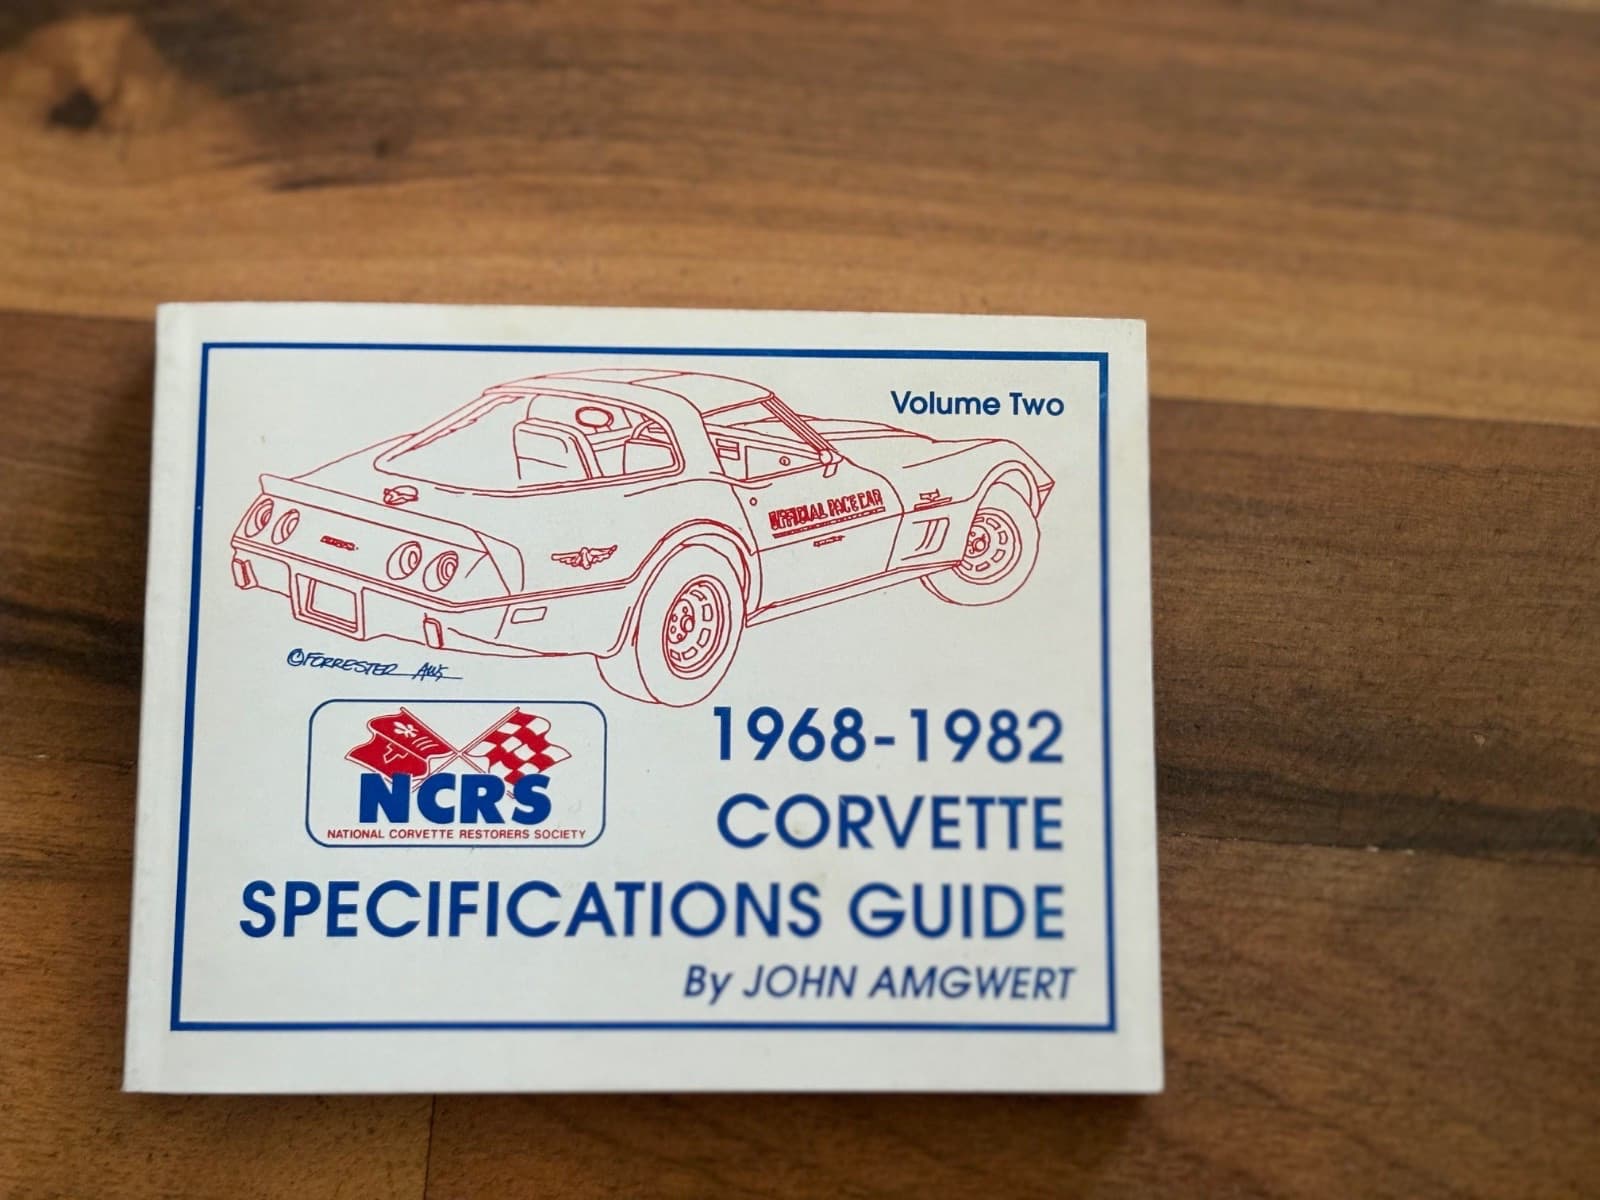 Volume Two
OFFICIAL PACE CAR
©FORRESTER
NCRS
NATIONAL CORVETTE RESTORERS SOCIETY
1968-1982
CORVETTE
SPECIFICATIONS GUIDE
By JOHN AMGWERT